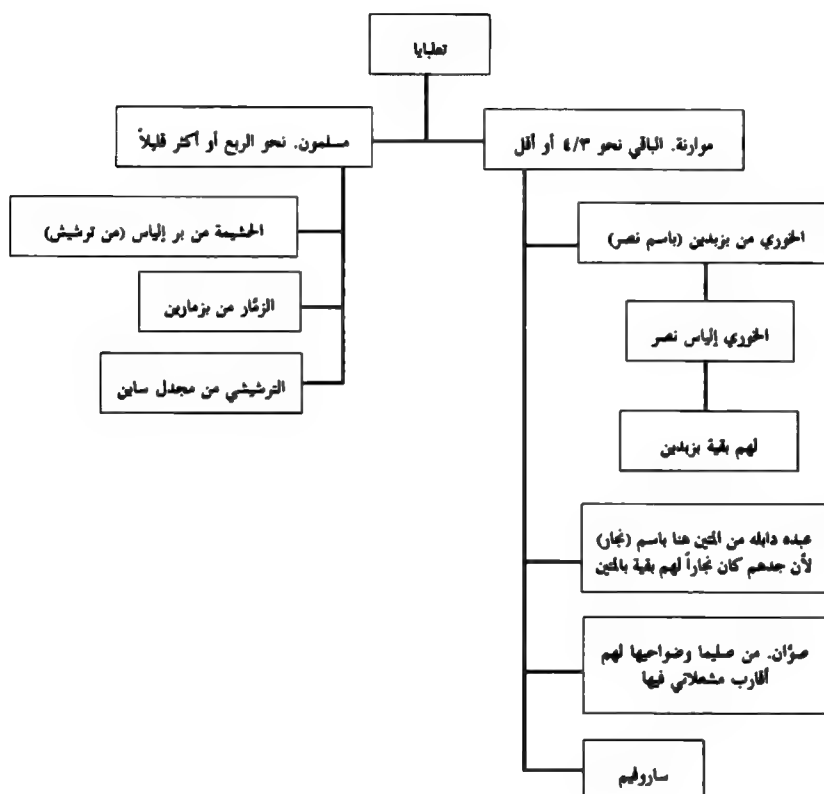 تعلبايا
موارنة. الباقي نحو ٤/٣ أو أقل
مسلمون. نحو الربع أو أكثر قليلاً
الخوري من بزبدين (باسم نصر)
الخوري إلياس نصر
لهم بقية بزبدين
عبده دابله من المتين هنا باسم (نجار)
لأن جدهم كان نجاراً لهم بقية بالمتين
صوّان. من صليما وضواحيها لهم
أقارب مشعلاني فيها
ساروفيم
الحشيمة من بر إلياس (من ترشيش)
الزمّار من بزمارين
الترشيشي من مجدل ساين